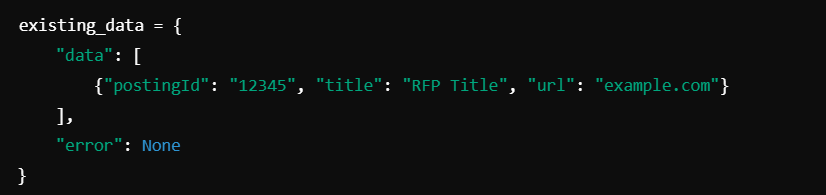 existing_data = {
    "data": [
        {"postingId": "12345", "title": "RFP Title", "url": "example.com"}
    ],
    "error": None
}